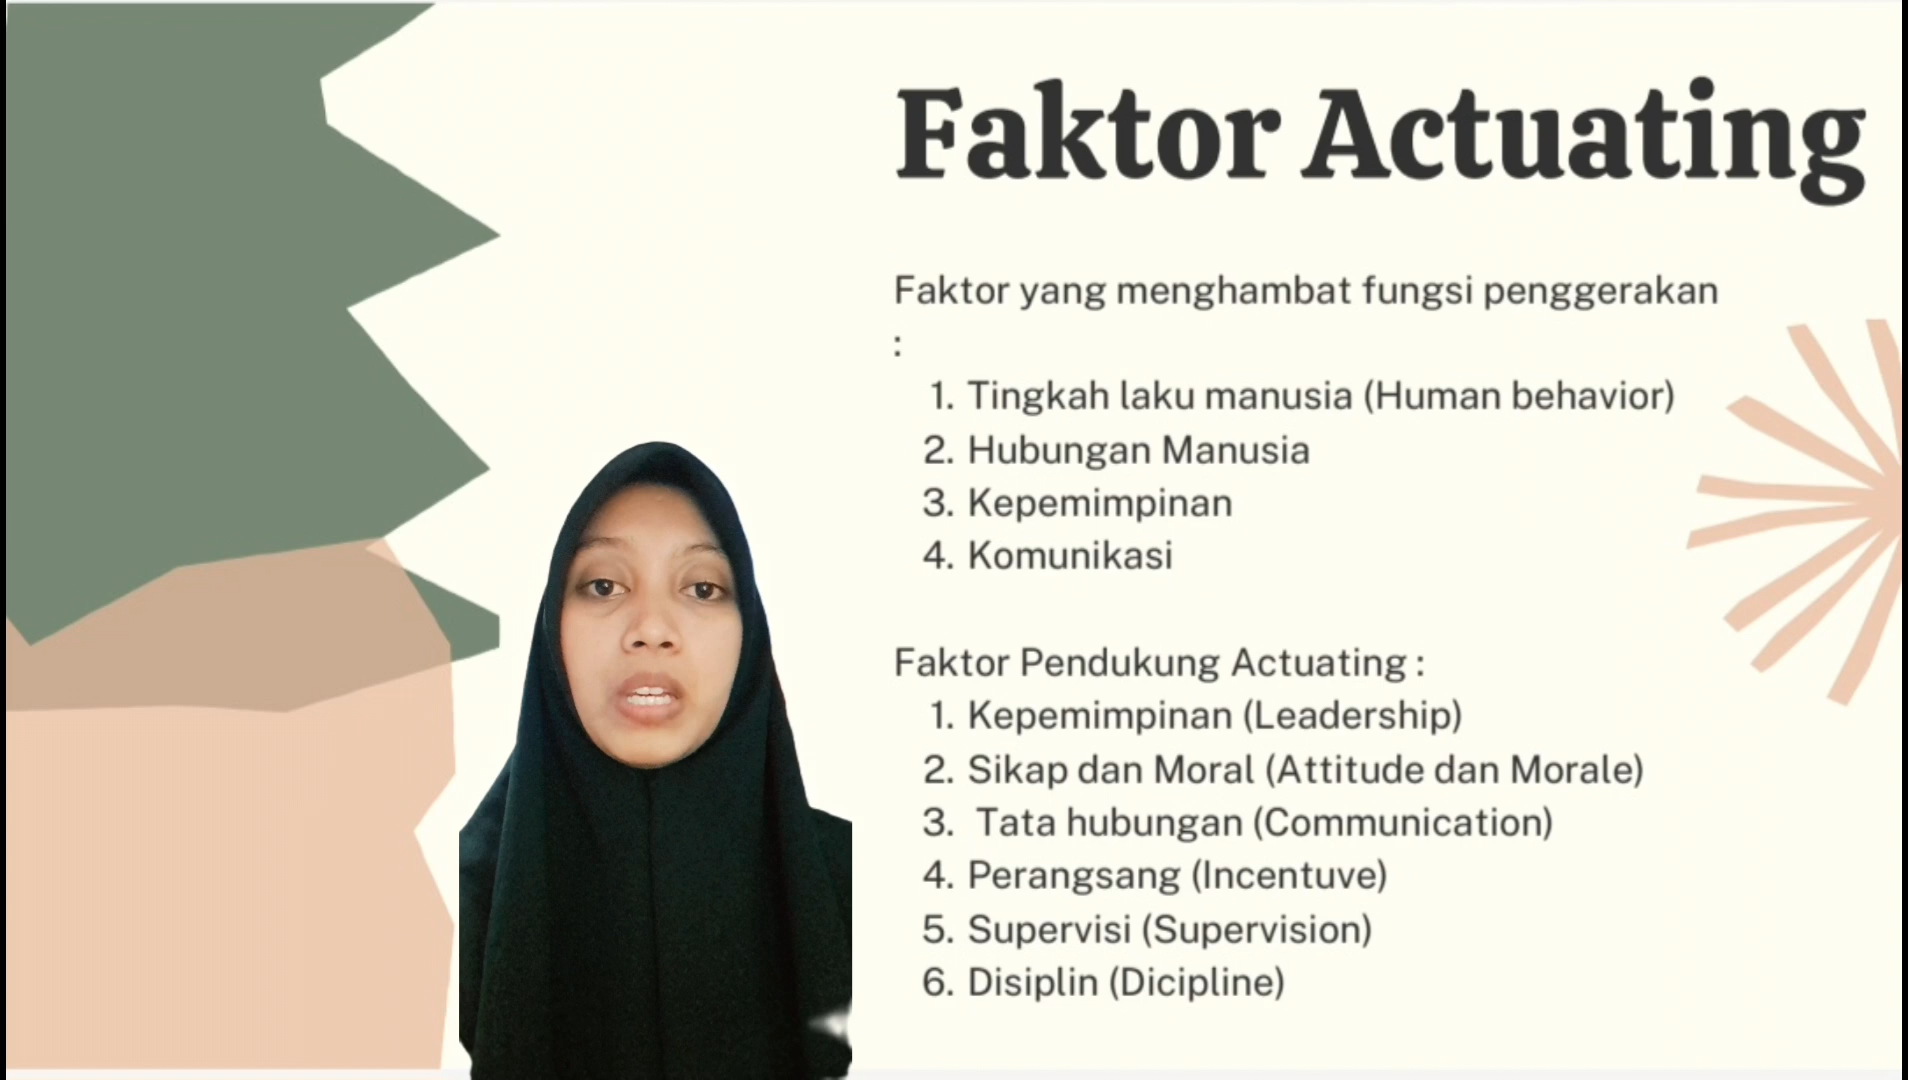 Faktor Actuating
Faktor yang menghambat fungsi penggerakan
:
1. Tingkah laku manusia (Human behavior)
2. Hubungan Manusia
3. Kepemimpinan
4. Komunikasi
Faktor Pendukung Actuating :
1. Kepemimpinan (Leadership)
2. Sikap dan Moral (Attitude dan Morale)
3. Tata hubungan (Communication)
4. Perangsang (Incentuve)
5. Supervisi (Supervision)
6. Disiplin (Dicipline)